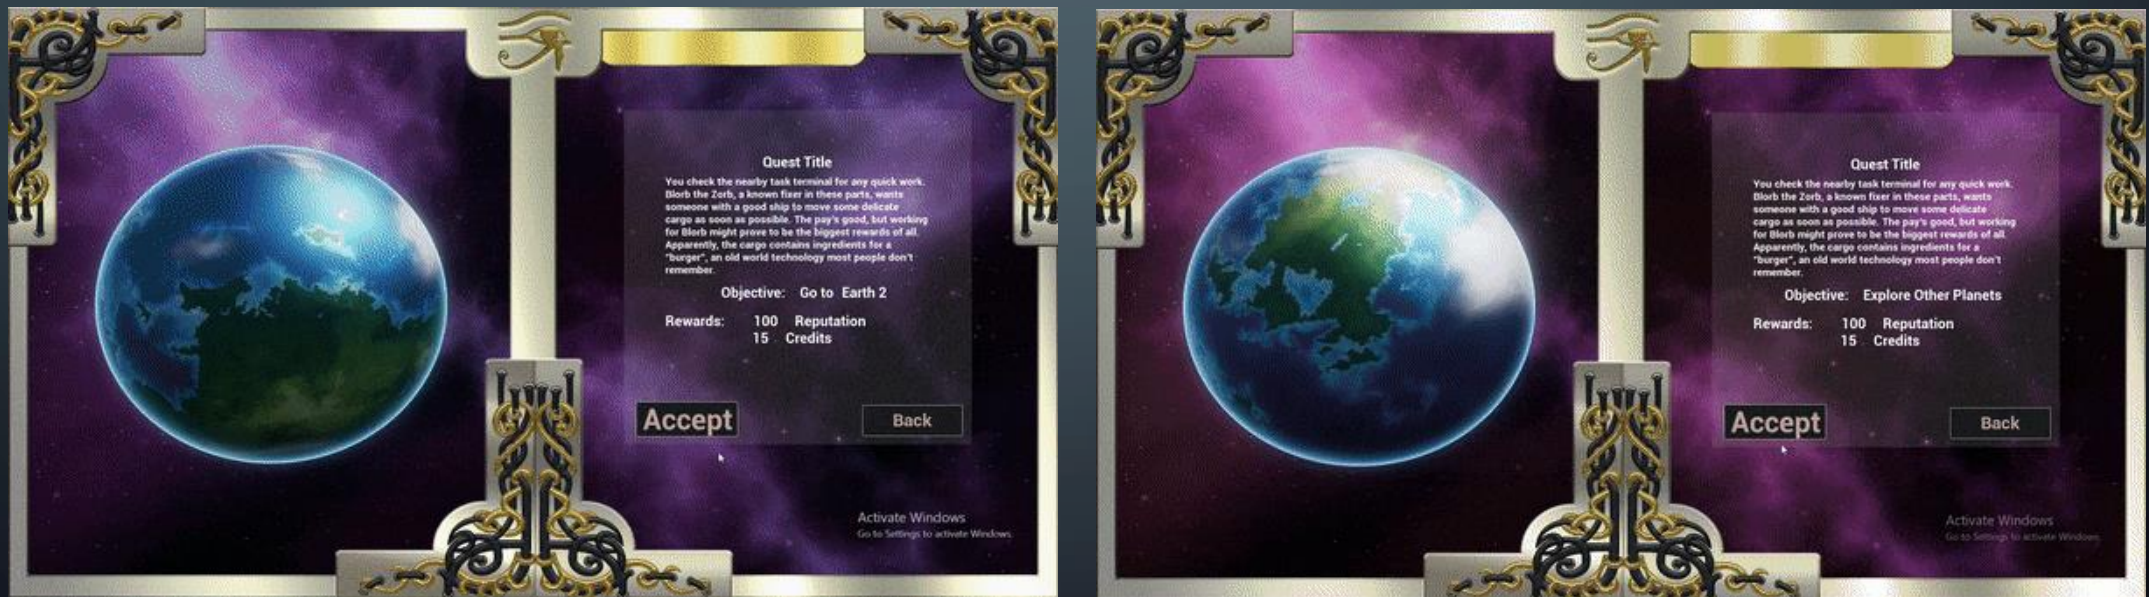 Quest Title
You check the nearby task terminal for any quick work.
Blorb the Zorb, a known fixer in these parts, wants
someone with a good ship to move some delicate
cargo as soon as possible. The pay's good, but working
for Blorb might prove to be the biggest rewards of all.
Apparently, the cargo contains ingredients for a
"burger", an old world technology most people don't
remember.
Objective: Go to Earth 2
Rewards: 100 Reputation
15 Credits
Accept
Back
Activate Windows
Go to Settings to activate Windows.
Quest Title
You check the nearby task terminal for any quick work.
Blorb the Zorb, a known fixer in these parts, wants
someone with a good ship to move some delicate
cargo as soon as possible. The pay's good, but working
for Blorb might prove to be the biggest rewards of all.
Apparently, the cargo contains ingredients for a
"burger", an old world technology most people don't
remember.
Objective: Explore Other Planets
Rewards: 100 Reputation
15 Credits
Accept
Back
Activate Windows
Go to Settings to activate Windows.